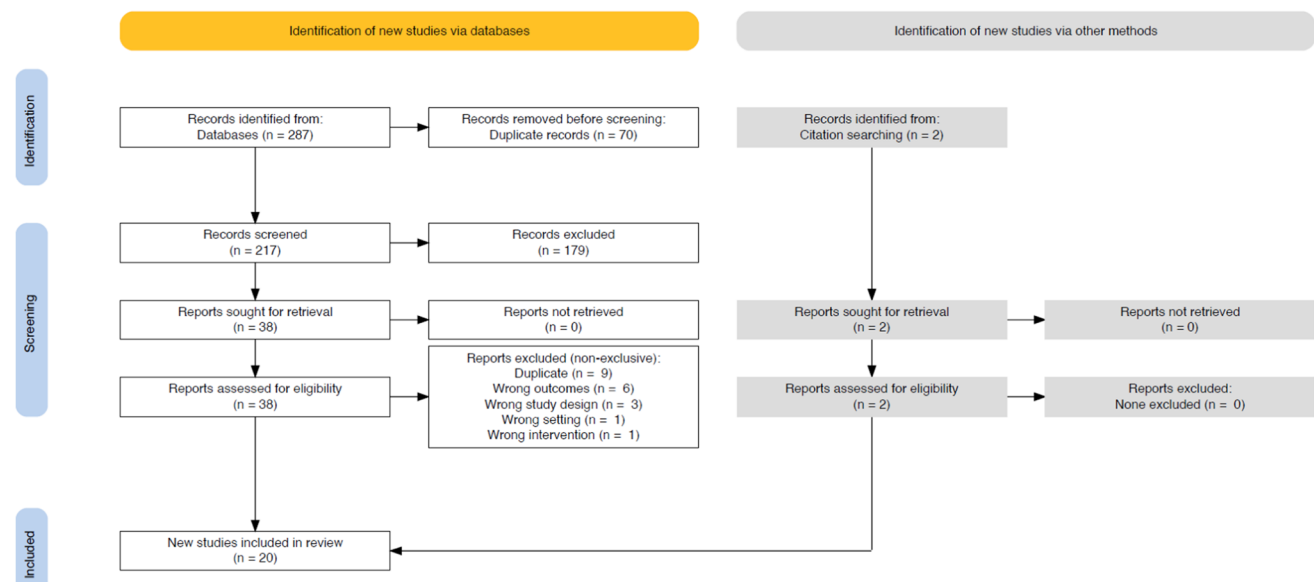 Identification of new studies via databases
Identification of new studies via other methods
Identification
Records identified from:
Databases (n = 287)
Records removed before screening:
Duplicate records (n = 70)
Records identified from:
Citation searching (n = 2)
Screening
Records screened
(n = 217)
Records excluded
(n = 179)
Reports sought for retrieval
(n = 38)
Reports not retrieved
(n = 0)
Reports sought for retrieval
(n = 2)
Reports not retrieved
(n = 0)
Reports assessed for eligibility
(n = 38)
Reports excluded (non-exclusive):
Duplicate (n = 9)
Wrong outcomes (n = 6)
Wrong study design (n = 3)
Wrong setting (n = 1)
Wrong intervention (n = 1)
Reports assessed for eligibility
(n = 2)
Reports excluded:
None excluded (n = 0)
Included
New studies included in review
(n = 20)